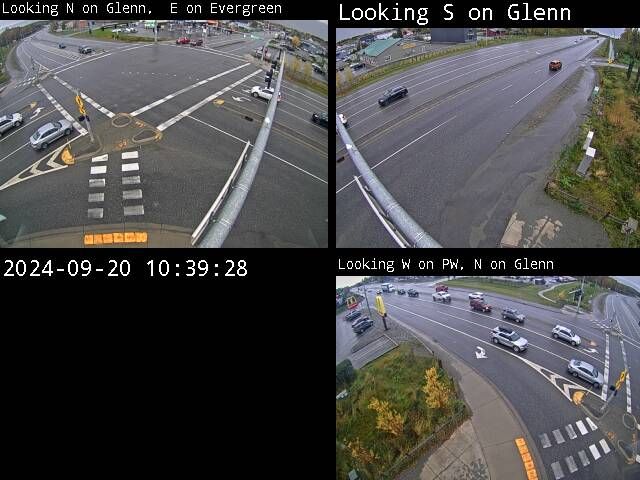 Looking N on Glenn,  E on Evergreen
Looking S on Glenn
2024-09-20 10:39:28
Looking W on PW, N on Glenn